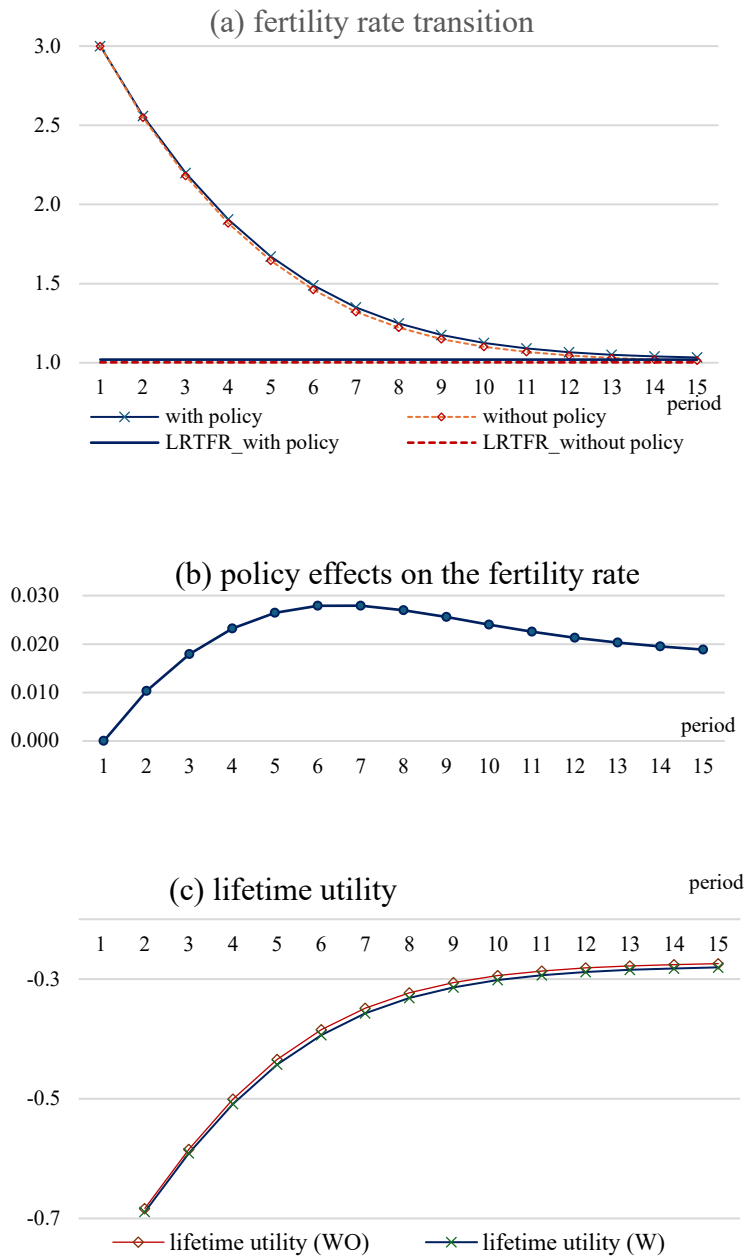 (a) fertility rate transition
3.0
2.5
2.0
1.5
1.0
1 2 3 4 5 6 7 8 9 10 11 12 13 14 15
period
with policy without policy
LRTFR_with policy LRTFR_without policy
(b) policy effects on the fertility rate
0.030
0.020
0.010
0.000
period
1 2 3 4 5 6 7 8 9 10 11 12 13 14 15
(c) lifetime utility
period
1 2 3 4 5 6 7 8 9 10 11 12 13 14 15
-0.3
-0.5
-0.7
lifetime utility (WO) lifetime utility (W)